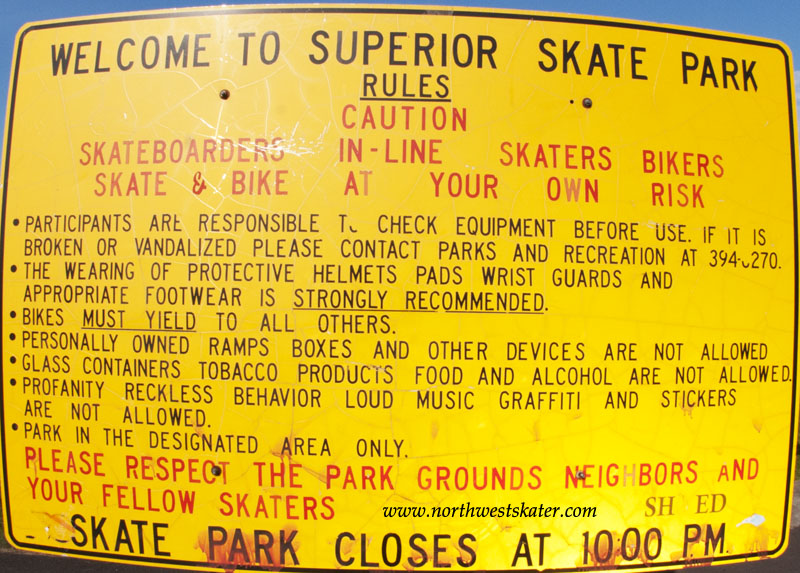 WELCOME TO SUPERIOR SKATE PARK
RULES
CAUTION
SKATEBOARDERS IN-LINE SKATERS BIKERS
SKATE & BIKE AT YOUR OWN RISK
• PARTICIPANTS ARE RESPONSIBLE TO CHECK EQUIPMENT BEFORE USE. IF IT IS
BROKEN OR VANDALIZED PLEASE CONTACT PARKS AND RECREATION AT
• THE WEARING OF PROTECTIVE HELMETS PADS WRIST GUARDS AND
APPROPRIATE FOOTWEAR IS STRONGLY RECOMMENDED.
• BIKES MUST YIELD TO ALL OTHERS.
• PERSONALLY OWNED RAMPS BOXES AND OTHER DEVICES ARE NOT ALLOWED
• GLASS CONTAINERS TOBACCO PRODUCTS FOOD AND ALCOHOL ARE NOT ALLOWED.
• PROFANITY RECKLESS BEHAVIOR LOUD MUSIC GRAFFITI AND STICKERS
ARE NOT ALLOWED.
• PARK IN THE DESIGNATED AREA ONLY.
PLEASE RESPECT THE PARK GROUNDS NEIGHBORS AND
YOUR FELLOW SKATERS
www.northwestskater.com SH ED
SKATE PARK CLOSES AT 10:00 P.M.